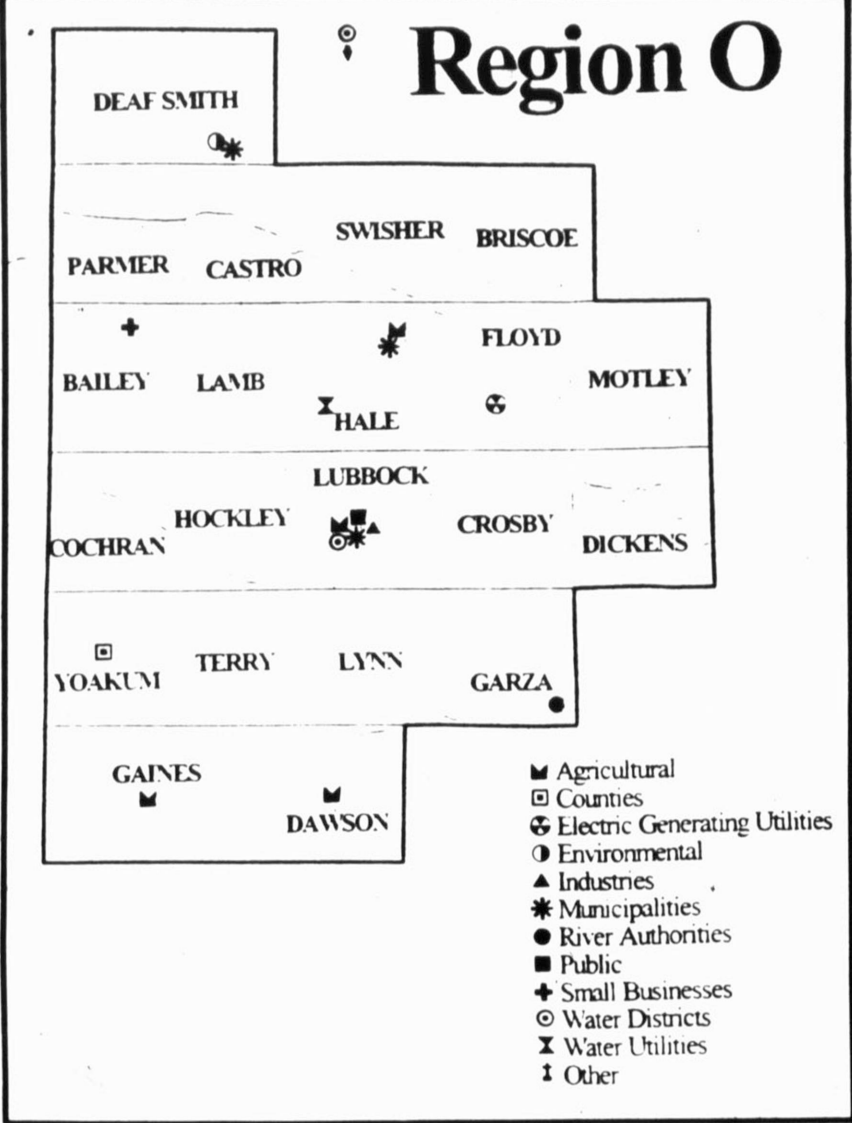 Region O
DEAF SMITH
SWISHER
BRISCOE
PARMER
CASTRO
FLOYD
BAILEY
LAMB
MOTLEY
HALE
LUBBOCK
HOCKLEY
CROSBY
COCHRAN
DICKENS
YOAKUM
TERRY
LYNN
GARZA
GAINES
DAWSON
Agricultural
Counties
Electric Generating Utilities
Environmental
Industries
Municipalities
River Authorities
Public
Small Businesses
Water Districts
Water Utilities
Other